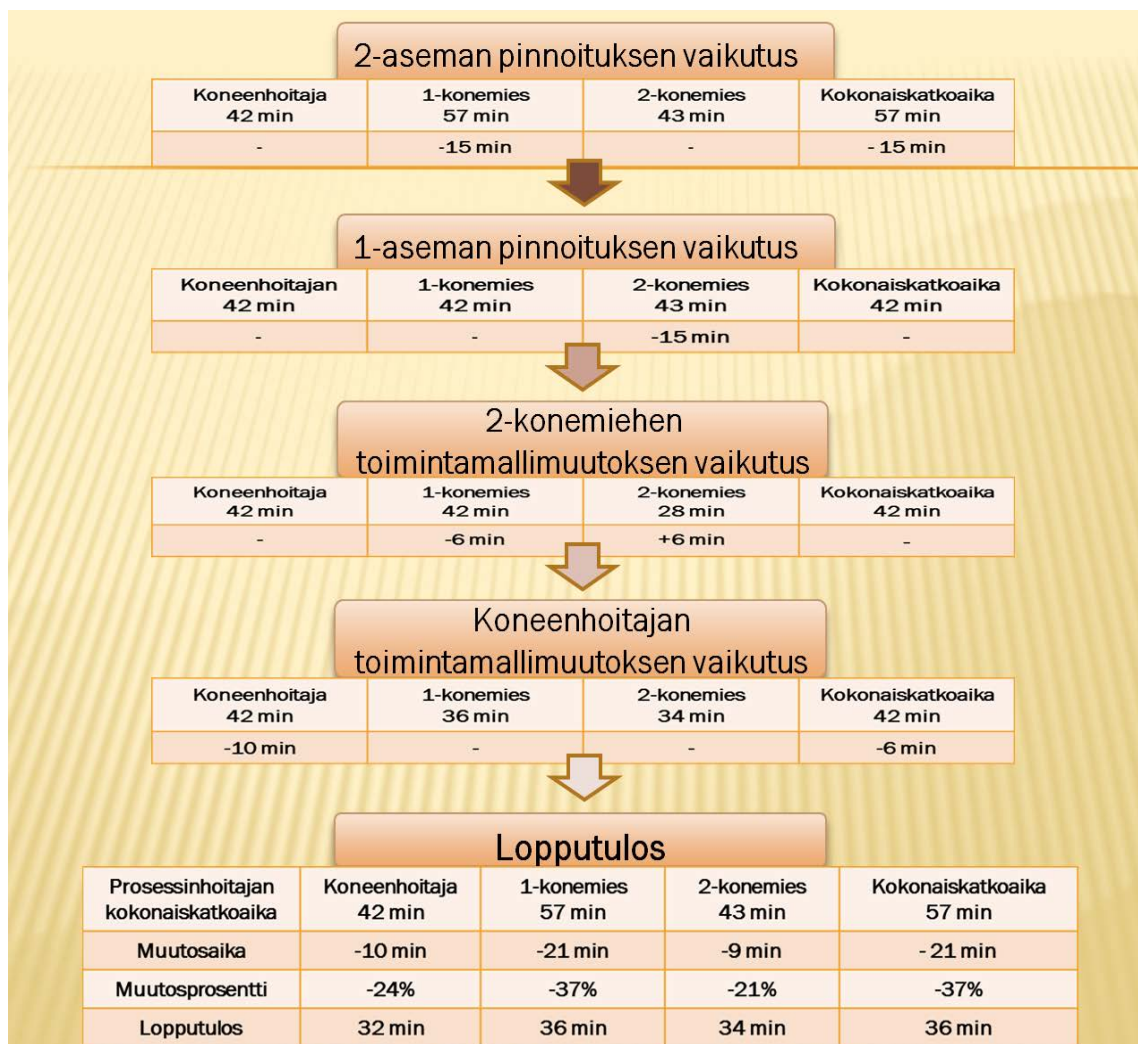 2-aseman pinnoituksen vaikutus
Koneenhoitaja 1-konemies 2-konemies Kokonaiskatkoaika
42 min 57 min 43 min 57 min
- -15 min - - 15 min
1-aseman pinnoituksen vaikutus
Koneenhoitajan 1-konemies 2-konemies Kokonaiskatkoaika
42 min 42 min 43 min 42 min
- - -15 min -
2-konemiehen
toimintamallimuutoksen vaikutus
Koneenhoitaja 1-konemies 2-konemies Kokonaiskatkoaika
42 min 42 min 28 min 42 min
- -6 min +6 min -
Koneenhoitajan
toimintamallimuutoksen vaikutus
Koneenhoitaja 1-konemies 2-konemies Kokonaiskatkoaika
42 min 36 min 34 min 42 min
-10 min - - -6 min
Lopputulos
Prosessinhoitajan Koneenhoitaja 1-konemies 2-konemies Kokonaiskatkoaika
kokonaiskatkoaika 42 min 57 min 43 min 57 min
Muutosaika -10 min -21 min -9 min - 21 min
Muutosprosentti -24% -37% -21% -37%
Lopputulos 32 min 36 min 34 min 36 min